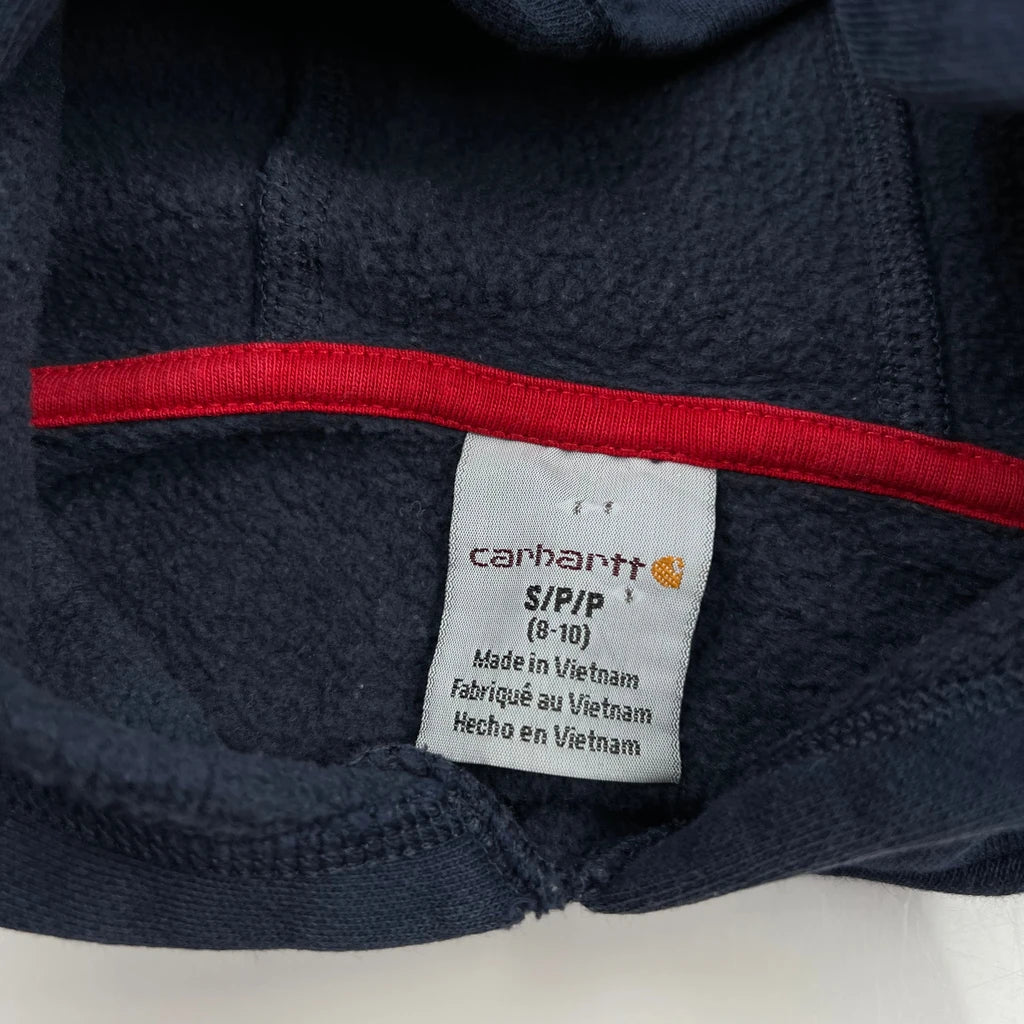 carhartt
S/P/P
(8-10)
Made in Vietnam
Fabriqué au Vietnam
Hecho en Vietnam